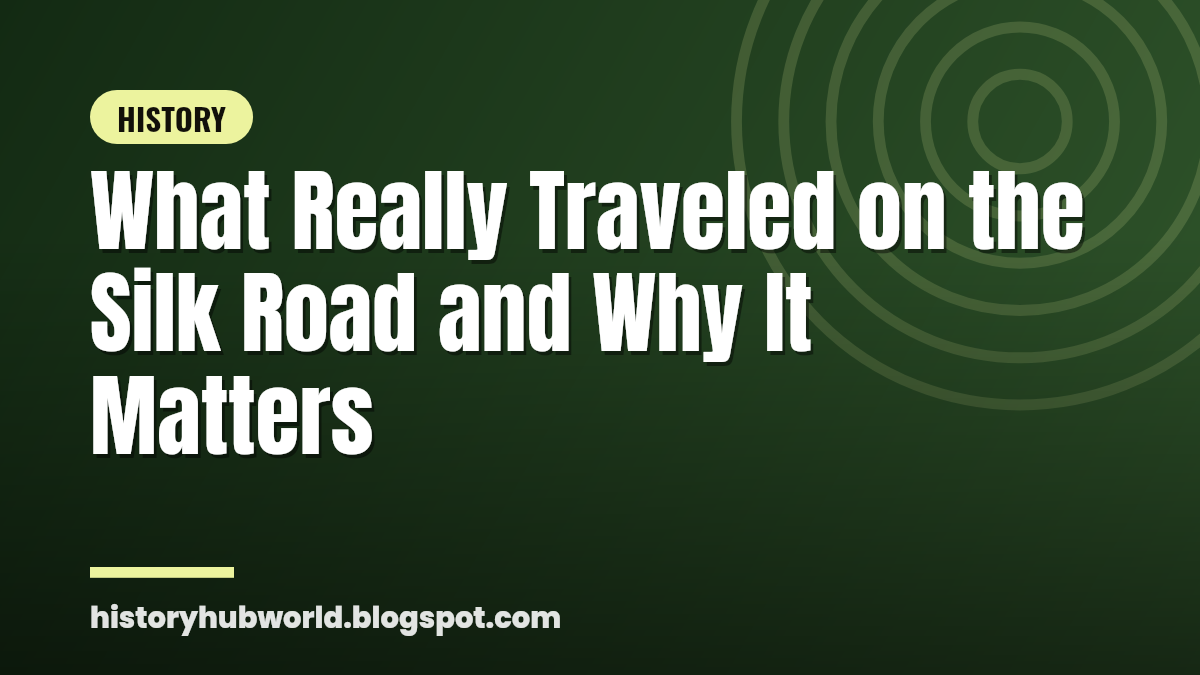 HISTORY
What Really Traveled on the
Silk Road and Why It
Matters
historyhubworld.blogspot.com